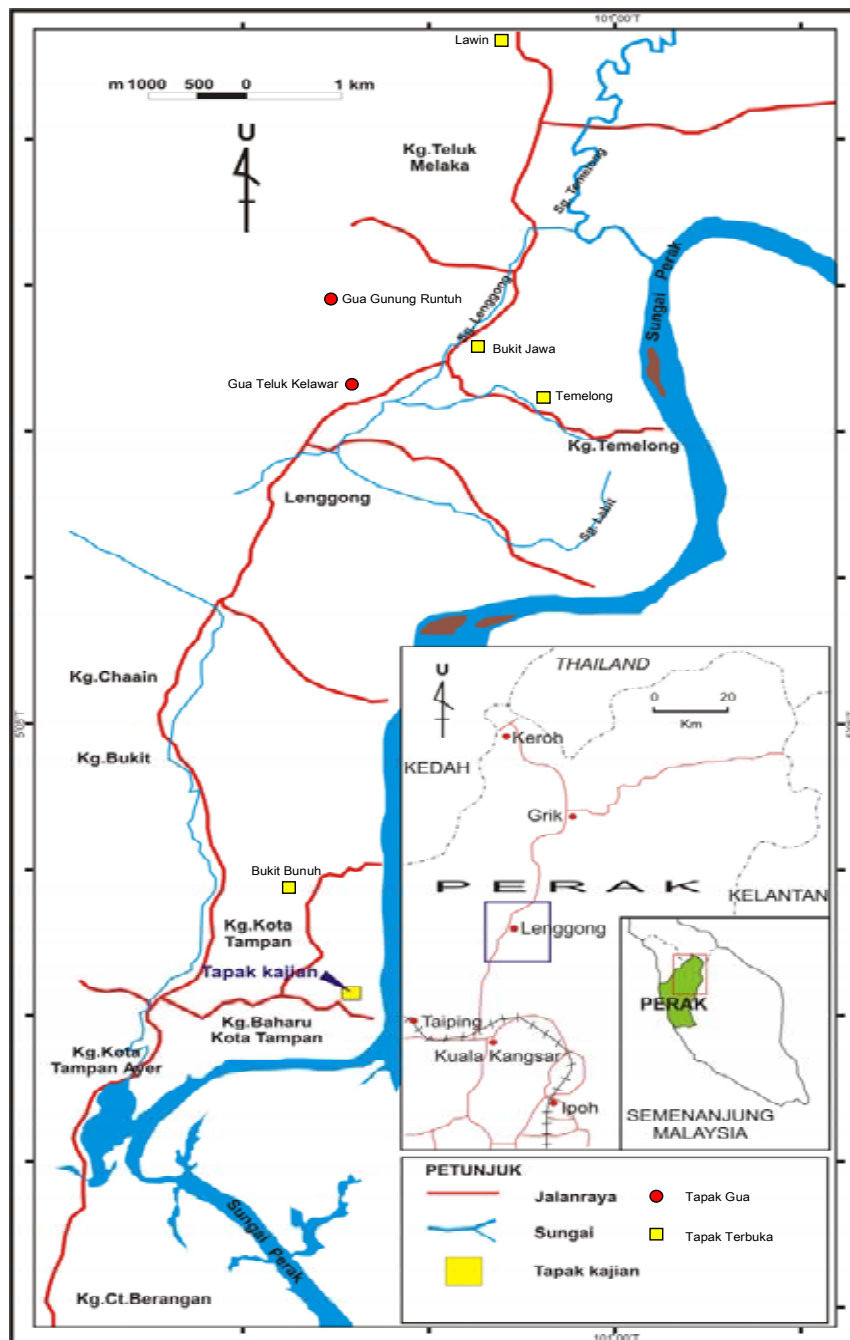 101°00'T
Lawin
m 1000 500 0 1 km
U
Kg.Teluk
Melaka
Sg. Temelong
Sungai Perak
Gua Gunung Runtuh
Sg. Lenggong
Bukit Jawa
Gua Teluk Kelawar
Temelong
Kg.Temelong
Lenggong
Sg. Labit
Kg.Chaain
5°05'
Kg.Bukit
Bukit Bunuh
Kg.Kota
Tampan
Tapak kajian
Kg.Baharu
Kota Tampan
Kg.Kota
Tampan Ayer
Sungai Perak
Kg.Ct.Berangan
U
THAILAND
0 20
Km
Keroh
KEDAH
Grik
PERAK
KELANTAN
Lenggong
Taiping
Kuala Kangsar
Ipoh
PERAK
SEMENANJUNG
MALAYSIA
PETUNJUK
Jalanraya
Tapak Gua
Sungai
Tapak Terbuka
Tapak kajian
101°00'T